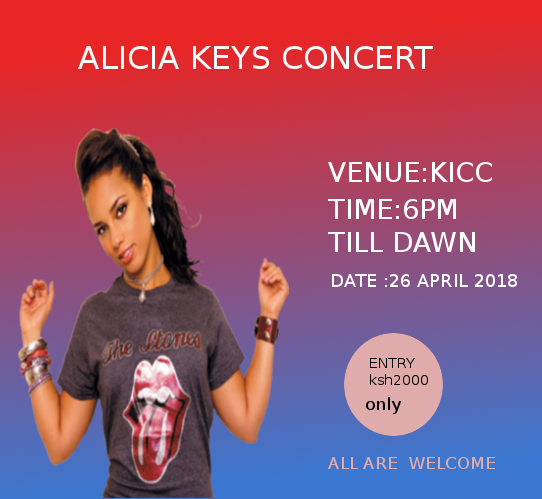 ALICIA KEYS CONCERT
VENUE:KICC
TIME:6PM
TILL DAWN
DATE :26 APRIL 2018
The Stones
ENTRY
ksh2000
only
ALL ARE WELCOME